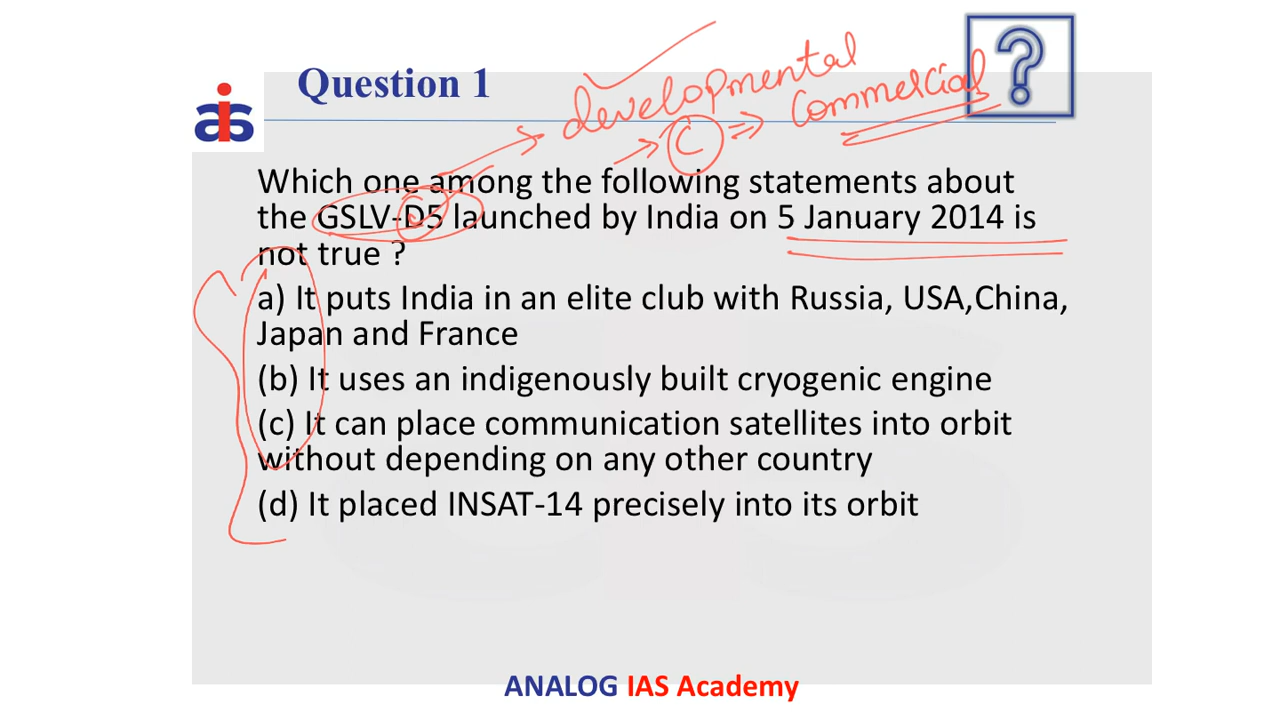 Question 1
developmental
C => Commercial
ais
Which one among the following statements about
the GSLV-D5 launched by India on 5 January 2014 is
not true ?
a) It puts India in an elite club with Russia, USA,China,
Japan and France
(b) It uses an indigenously built cryogenic engine
(c) It can place communication satellites into orbit
without depending on any other country
(d) It placed INSAT-14 precisely into its orbit
ANALOG IAS Academy